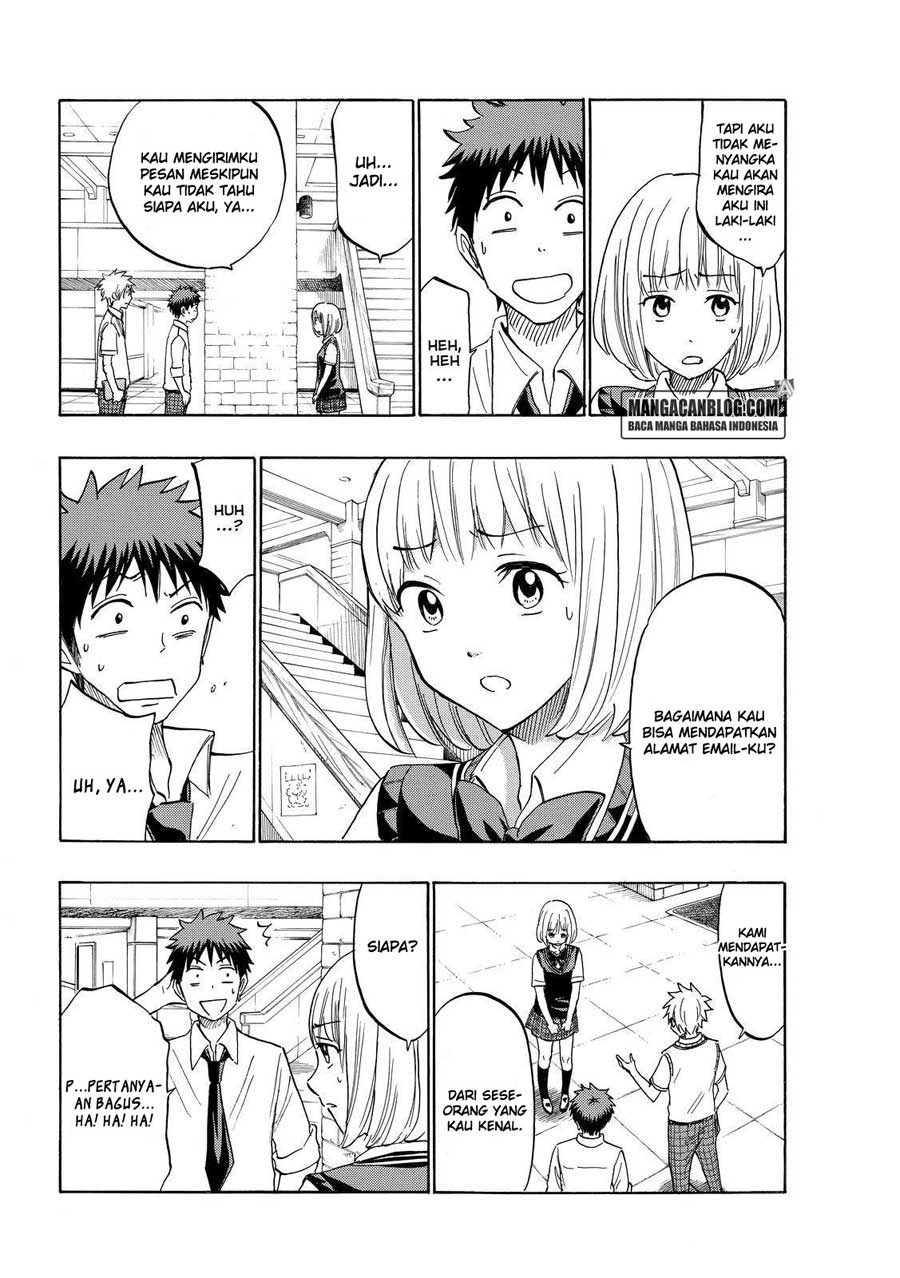 TAPI AKU
TIDAK ME-
NYANGKA
KAU AKAN
MENGIRA
AKU INI
LAKI-LAKI
...
HEH,
HEH
...
UH...
JADI...
KAU MENGIRIMKU
PESAN MESKIPUN
KAU TIDAK TAHU
SIAPA AKU, YA...
MANGACANBLOG.COM
BACA MANGA BAHASA INDONESIA
BAGAIMANA KAU
BISA MENDAPATKAN
ALAMAT EMAIL-KU?
HUH
...?
UH, YA...
KAMI
MENDAPAT-
KANNYA...
DARI SESE-
ORANG YANG
KAU KENAL.
SIAPA?
P...PERTANYA-
AN BAGUS...
HA! HA! HA!